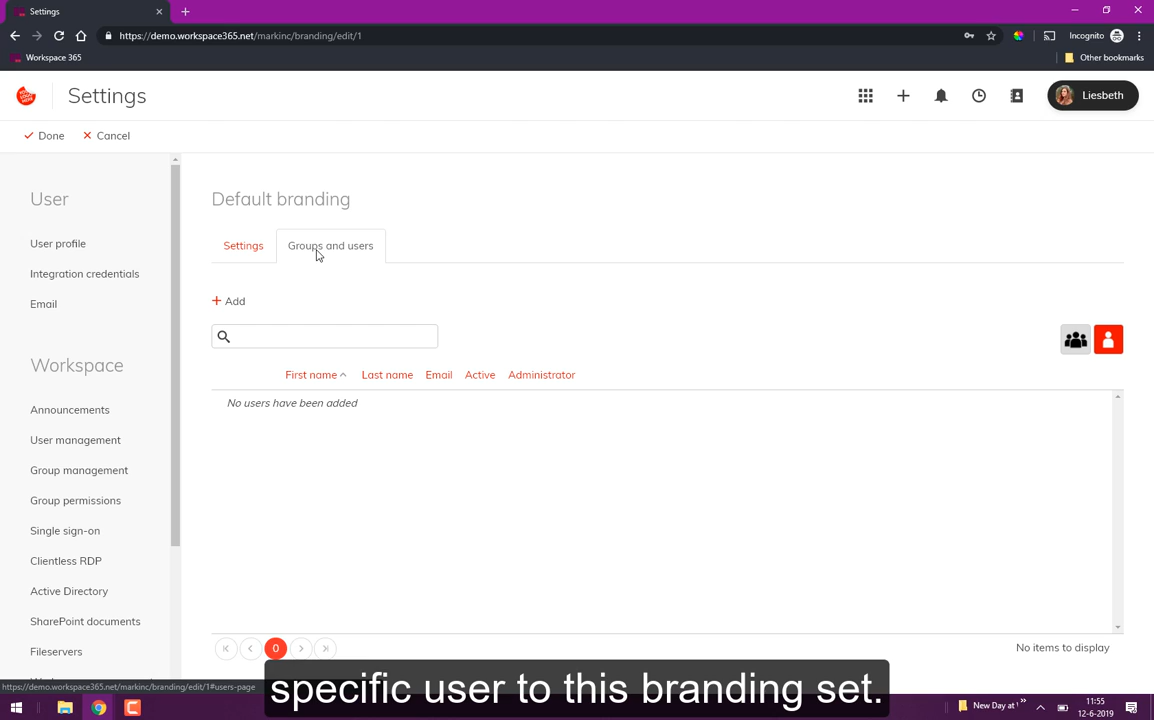 Settings
https://demo.workspace365.net/markinc/branding/edit/1
Incognito
Workspace 365
Other bookmarks
Settings
Liesbeth
Done
Cancel
User
User profile
Integration credentials
Email
Workspace
Announcements
User management
Group management
Group permissions
Single sign-on
Clientless RDP
Active Directory
SharePoint documents
Fileservers
Default branding
Settings
Groups and users
Add
First name
Last name
Email
Active
Administrator
No users have been added
0
No items to display
https://demo.workspace365.net/markinc/branding/edit/1#users-page
specific user to this branding set.
New Day at
11:55
12-6-2019